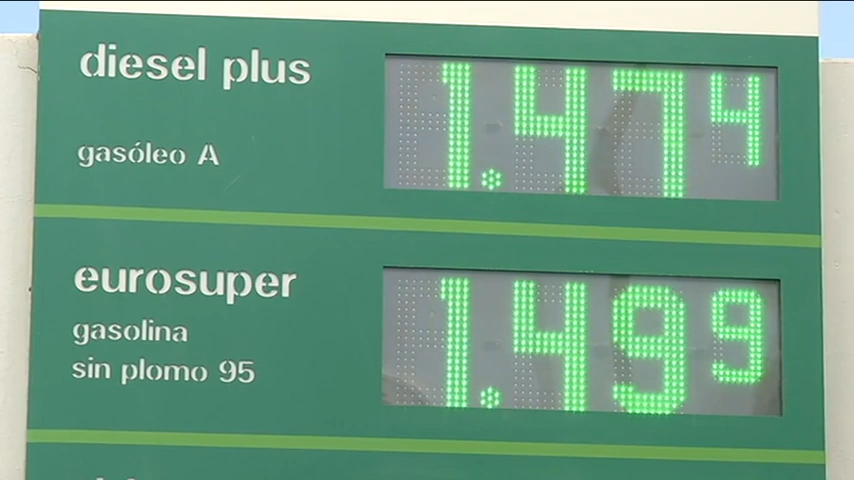 diesel plus
1.474
gasóleo A
eurosuper
1.499
gasolina
sin plomo 95